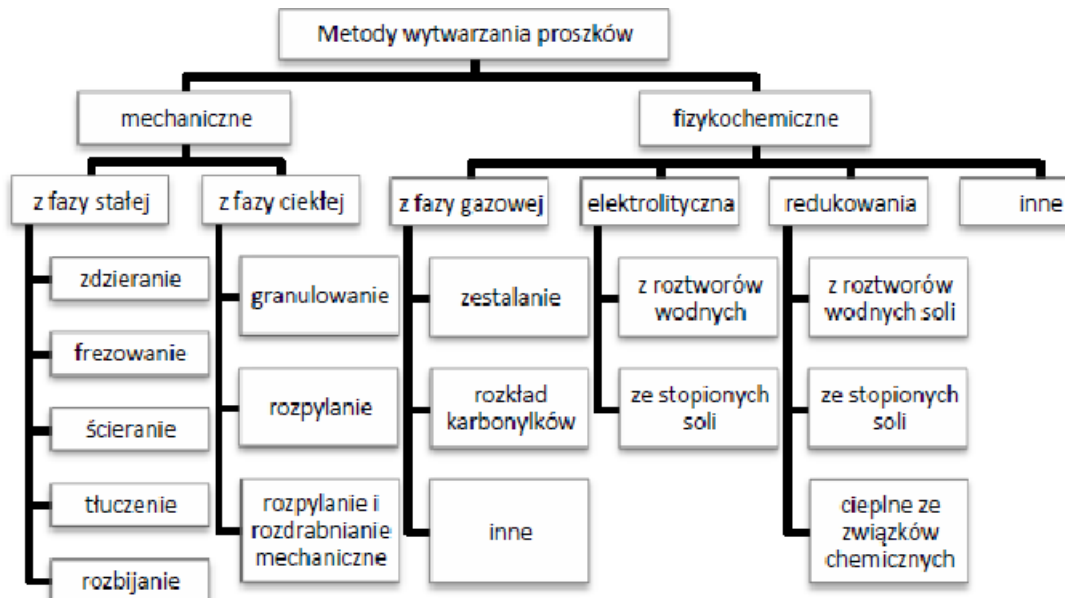 Metody wytwarzania proszków
mechaniczne
fizykochemiczne
z fazy stałej
z fazy ciekłej
z fazy gazowej
elektrolityczna
redukowania
inne
zdzieranie
frezowanie
ścieranie
tłuczenie
rozbijanie
granulowanie
rozpylanie
rozpylanie i
rozdrabnianie
mechaniczne
zestalanie
rozkład
karbonylków
inne
z roztworów
wodnych
ze stopionych
soli
z roztworów
wodnych soli
ze stopionych
soli
cieplne ze
związków
chemicznych